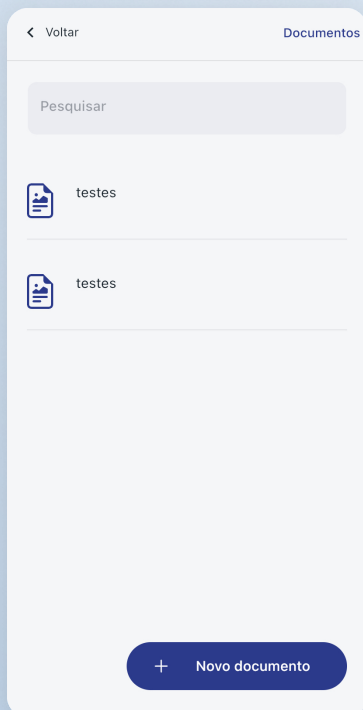 Voltar
Documentos
Pesquisar
testes
testes
Novo documento